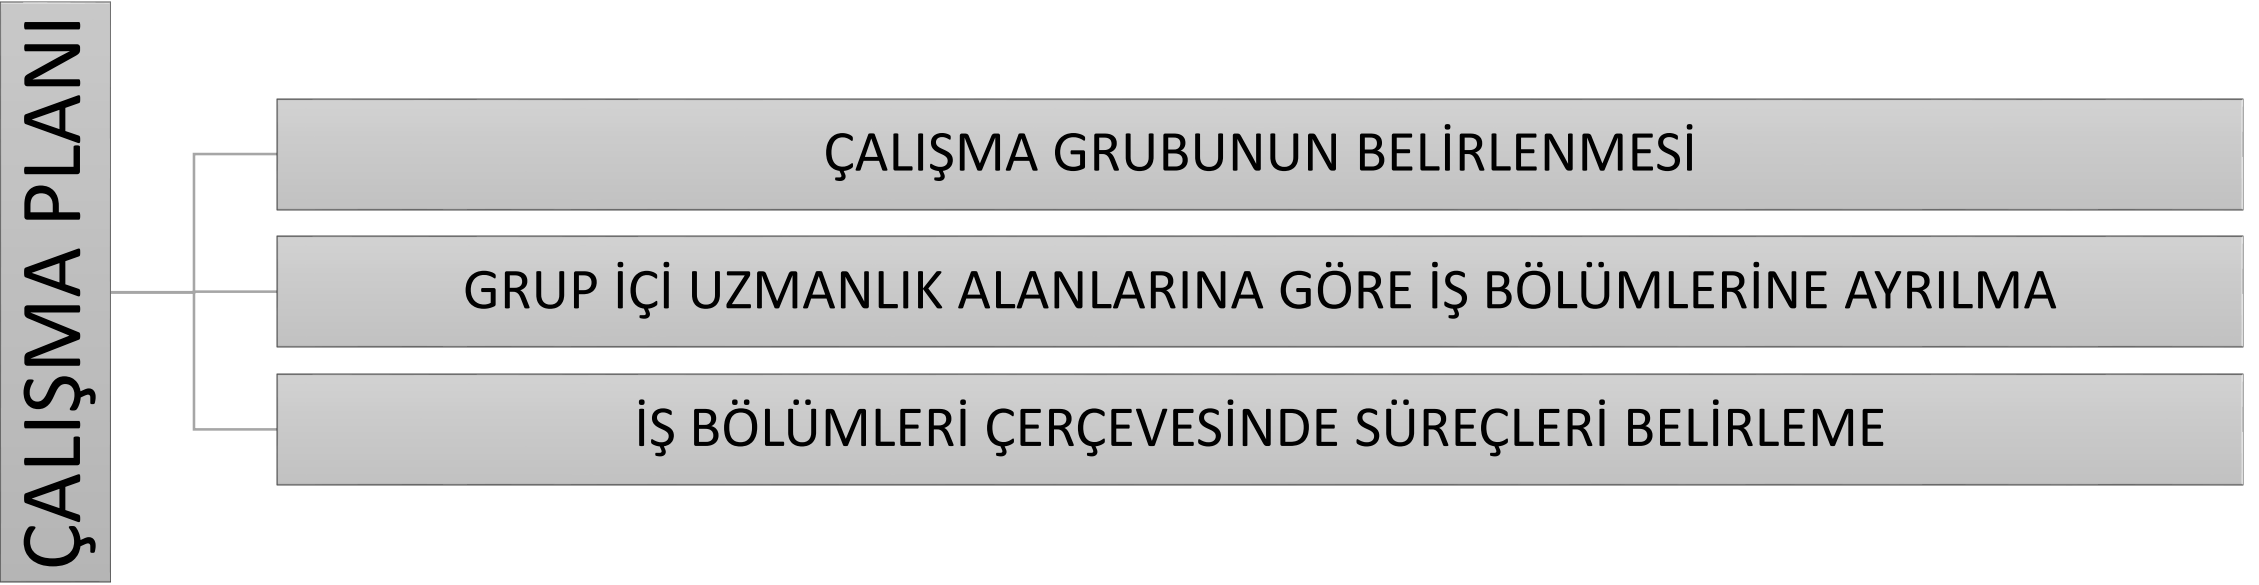 ÇALIŞMA PLANI
ÇALIŞMA GRUBUNUN BELİRLENMESİ
GRUP İÇİ UZMANLIK ALANLARINA GÖRE İŞ BÖLÜMLERİNE AYRILMA
İŞ BÖLÜMLERİ ÇERÇEVESİNDE SÜREÇLERİ BELİRLEME